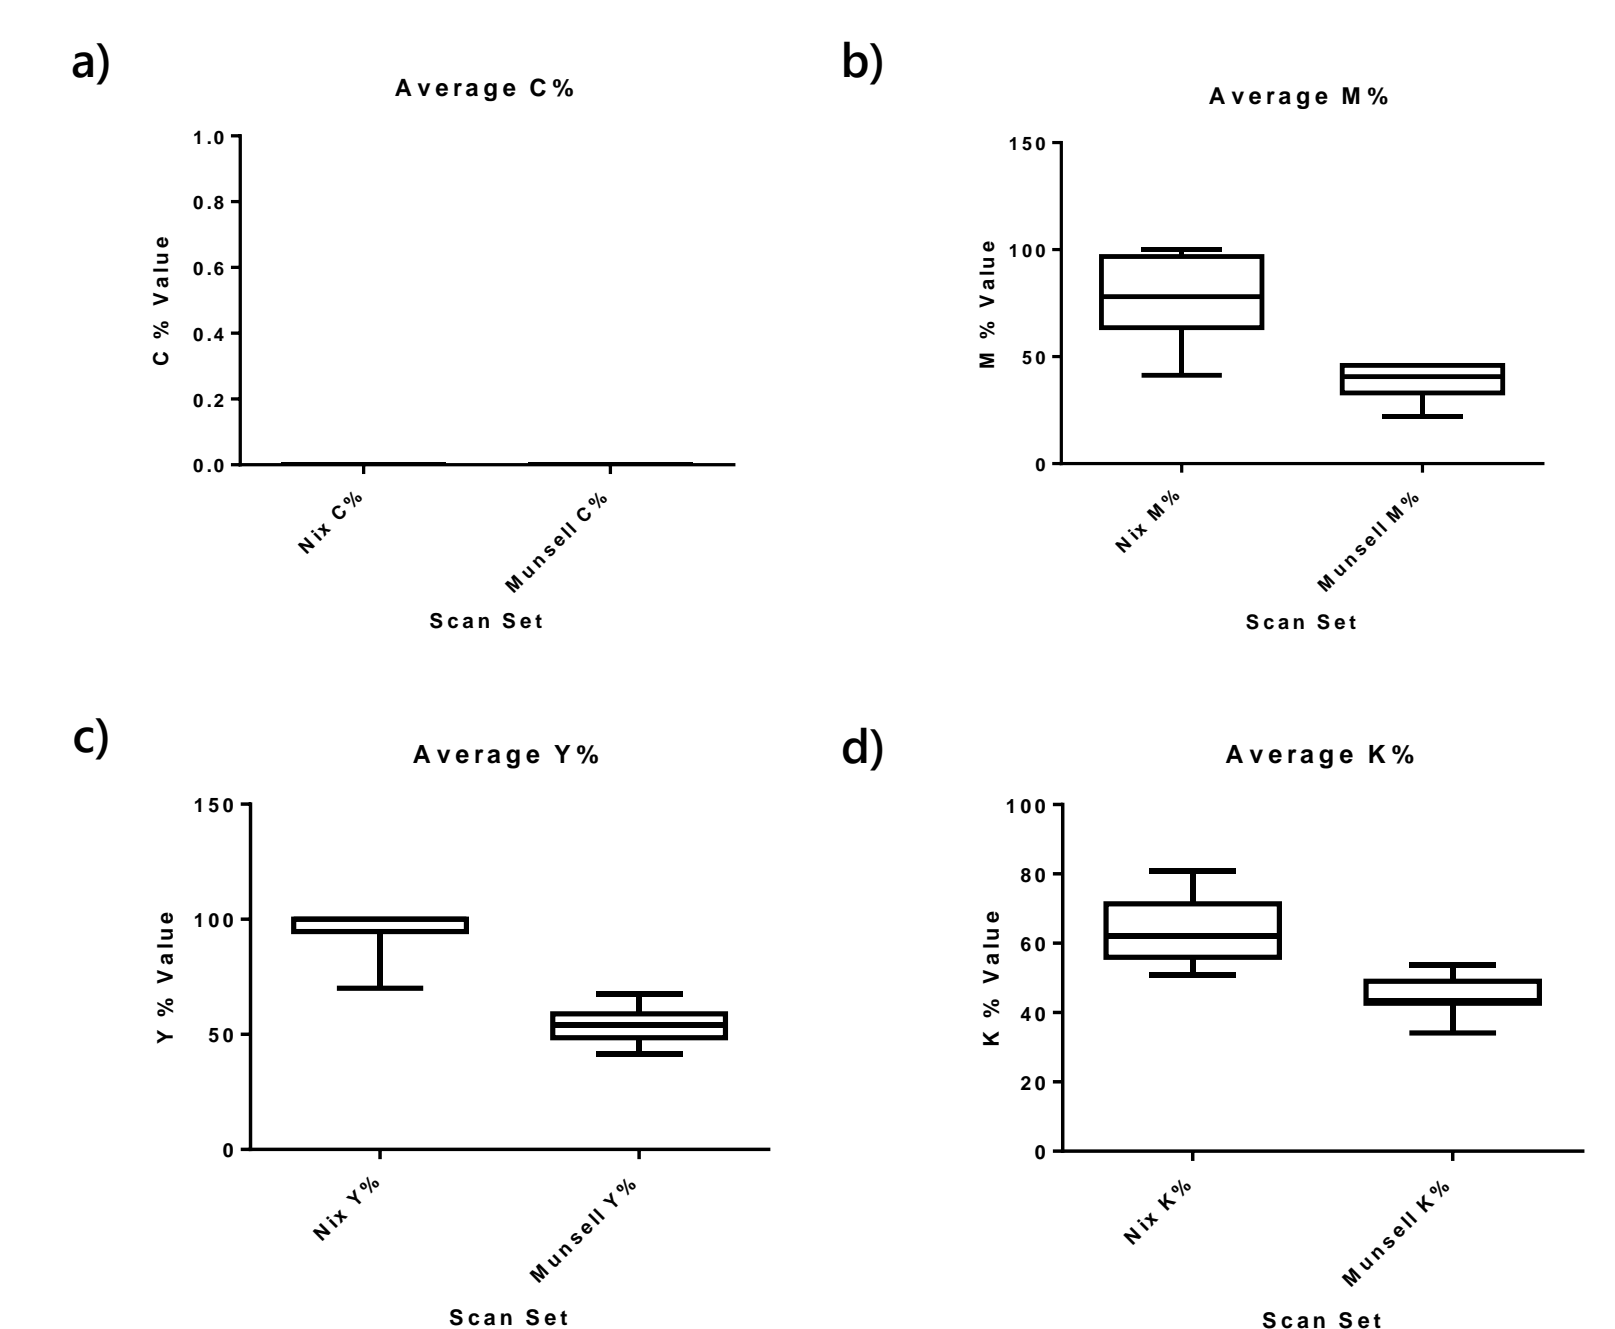 a)
Average C%
1.0
0.8
0.6
0.4
0.2
0.0
C % Value
Nix C%
Munsell C%
Scan Set
b)
Average M%
150
100
50
0
M % Value
Nix M%
Munsell M%
Scan Set
c)
Average Y%
150
100
50
0
Y % Value
Nix Y%
Munsell Y%
Scan Set
d)
Average K%
100
80
60
40
20
0
K % Value
Nix K%
Munsell K%
Scan Set